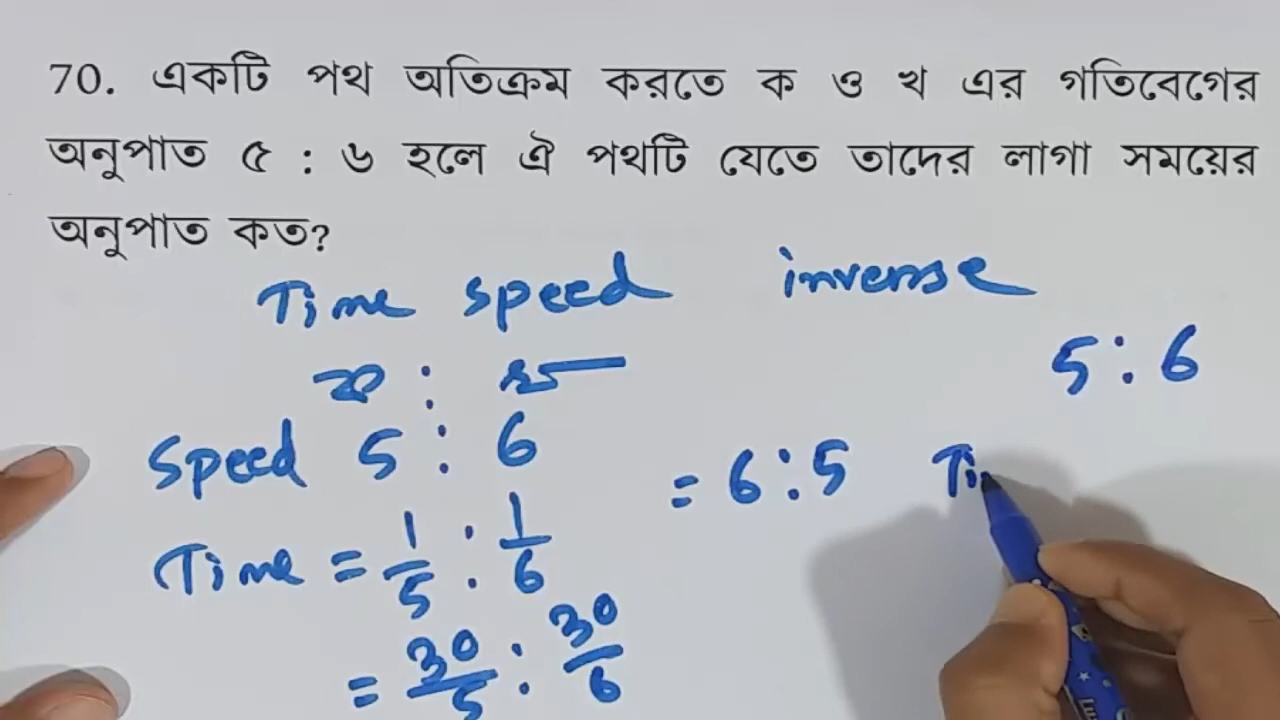 70. একটি পথ অতিক্রম করতে ক ও খ এর গতিবেগের
অনুপাত ৫ : ৬ হলে ঐ পথটি যেতে তাদের লাগা সময়ের
অনুপাত কত?
Time speed inverse
ক : খ
5 : 6
Speed 5 : 6
= 6 : 5 Ti
Time = 1/5 : 1/6
= 30/5 : 30/6